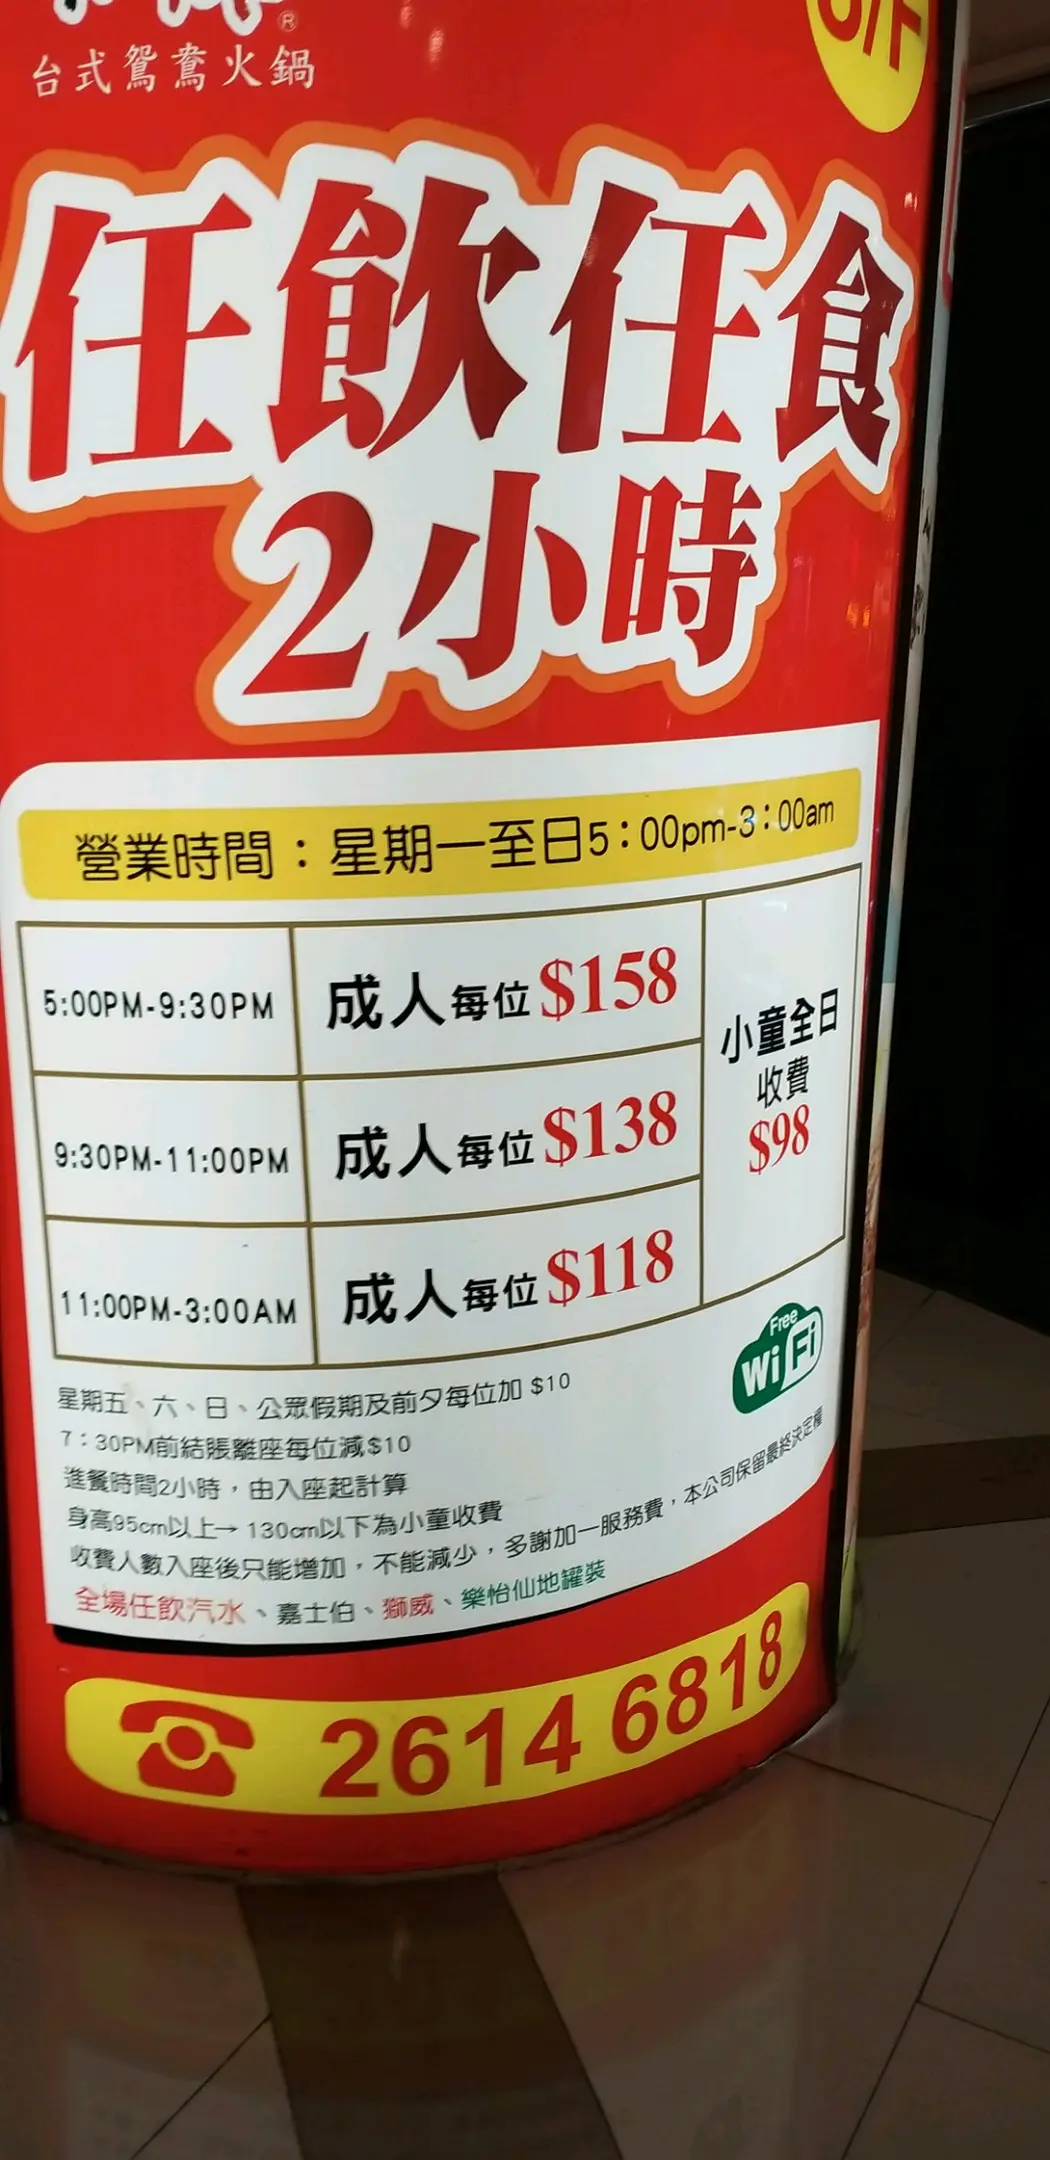 台式鴛鴦火鍋
任飲任食
2小時
營業時間：星期一至日5：00pm-3：00am
5:00PM-9:30PM 成人每位$158
9:30PM-11:00PM 成人每位$138
11:00PM-3:00AM 成人每位$118
小童全日
收費
$98
Free
Wi Fi
星期五、六、日、公眾假期及前夕每位加 $10
7：30PM前結賬離座每位減$10
進餐時間2小時，由入座起計算
身高95cm以上→130cm以下為小童收費
收費人數入座後只能增加，不能減少，多謝加一服務費，本公司保留最終決定權
全場任飲汽水、嘉士伯、獅威、樂怡仙地罐裝
2614 6818